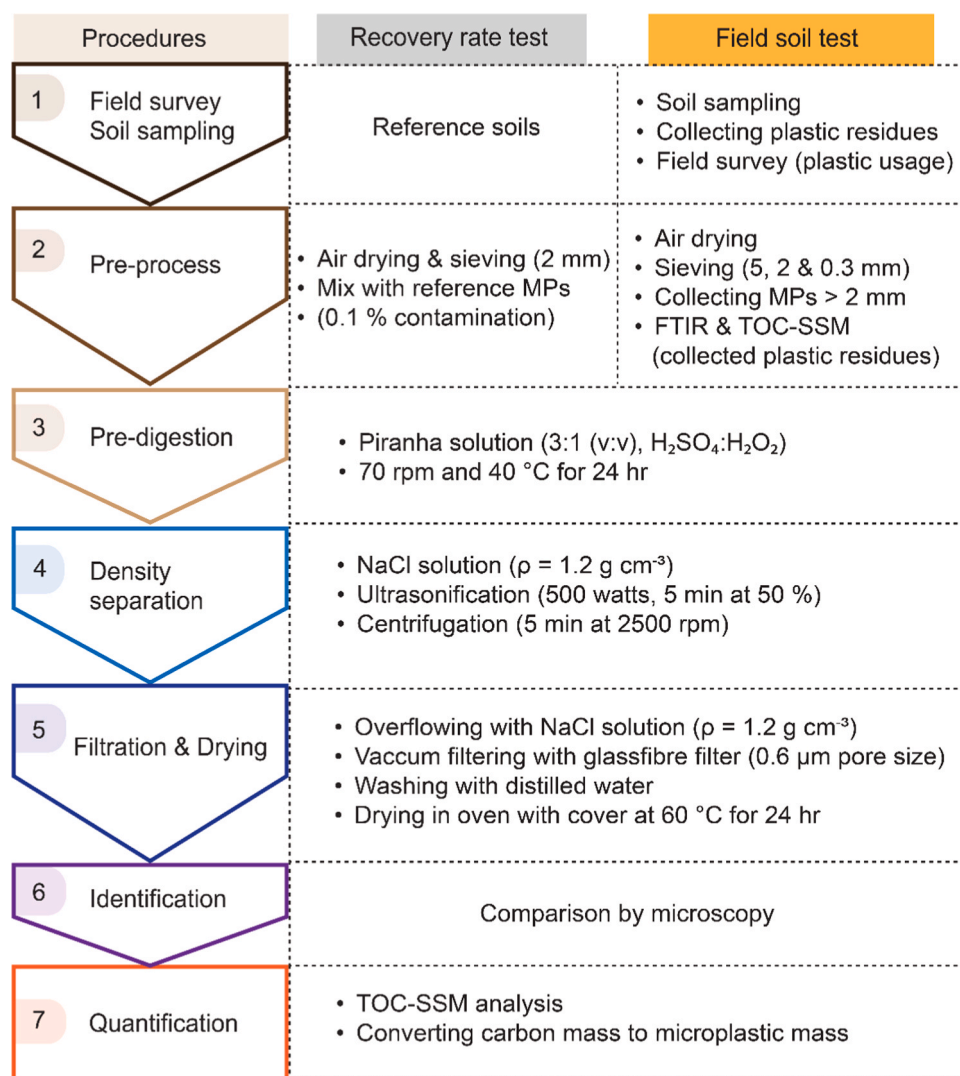 Procedures
Recovery rate test
Field soil test
1
Field survey
Soil sampling
Reference soils
• Soil sampling
• Collecting plastic residues
• Field survey (plastic usage)
2
Pre-process
• Air drying & sieving (2 mm)
• Mix with reference MPs
• (0.1 % contamination)
• Air drying
• Sieving (5, 2 & 0.3 mm)
• Collecting MPs > 2 mm
• FTIR & TOC-SSM
(collected plastic residues)
3
Pre-digestion
• Piranha solution (3:1 (v:v), H₂SO₄:H₂O₂)
• 70 rpm and 40 °C for 24 hr
4
Density
separation
• NaCl solution (ρ = 1.2 g cm⁻³)
• Ultrasonification (500 watts, 5 min at 50 %)
• Centrifugation (5 min at 2500 rpm)
5
Filtration & Drying
• Overflowing with NaCl solution (ρ = 1.2 g cm⁻³)
• Vaccum filtering with glassfibre filter (0.6 µm pore size)
• Washing with distilled water
• Drying in oven with cover at 60 °C for 24 hr
6
Identification
Comparison by microscopy
7
Quantification
• TOC-SSM analysis
• Converting carbon mass to microplastic mass